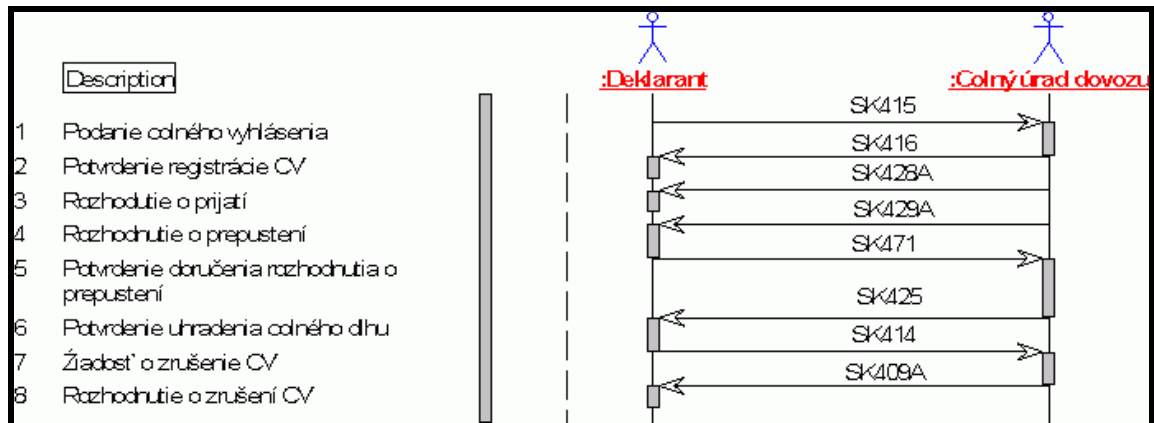 :Deklarant :Colný úrad dovozu
Description
SK415
1 Podanie colného vyhlásenia
SK416
2 Potvrdenie registrácie CV
SK428A
3 Rozhodutie o prijatí
SK429A
4 Rozhodnutie o prepustení
SK471
5 Potvrdenie doručenia rozhodnutia o
prepustení
SK425
6 Potvrdenie uhradenia colného dlhu
SK414
7 Źiadosť o zrušenie CV
SK409A
8 Rozhodnutie o zrušení CV